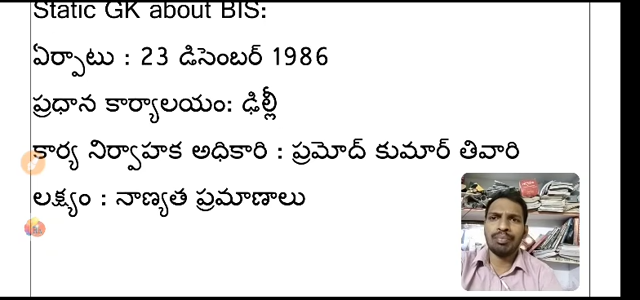 Static GK about BIS:
ఏర్పాటు : 23 డిసెంబర్ 1986
ప్రధాన కార్యాలయం: ఢిల్లీ
కార్య నిర్వాహక అధికారి : ప్రమోద్ కుమార్ తివారి
లక్ష్యం : నాణ్యత ప్రమాణాలు